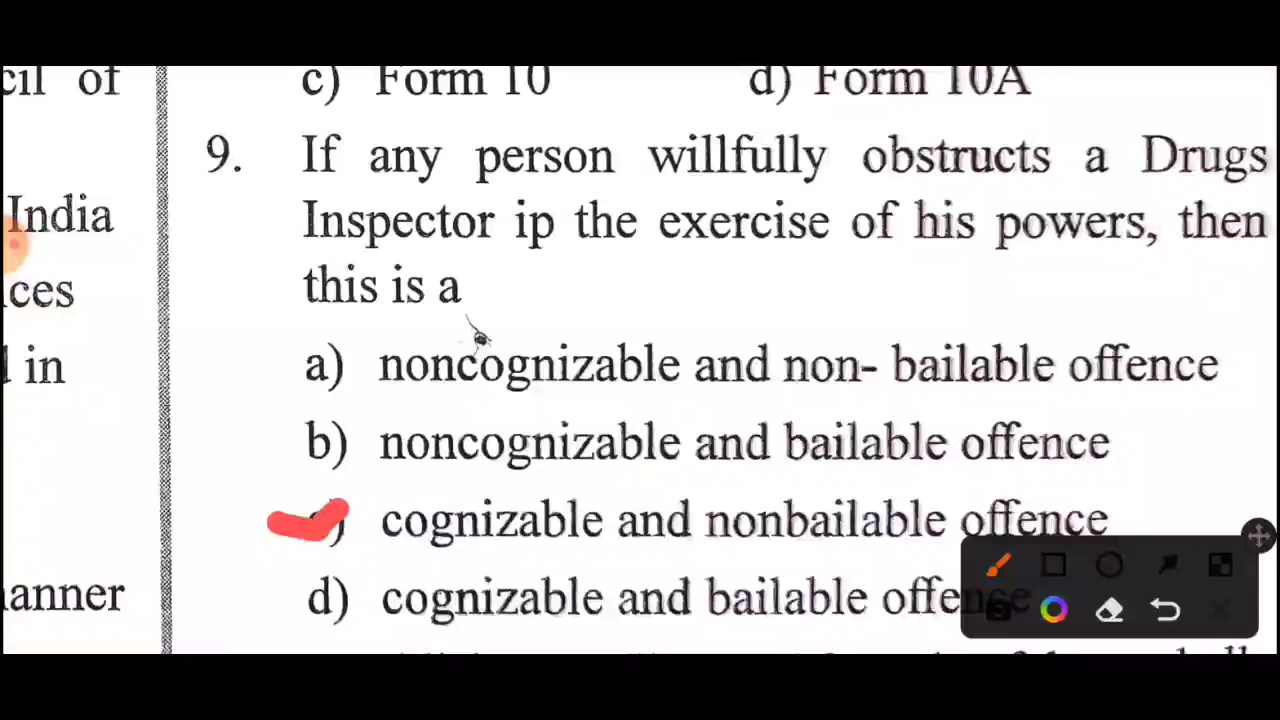 cil of
India
ces
in
anner
c) Form 10 d) Form 10A
9. If any person willfully obstructs a Drugs
Inspector ip the exercise of his powers, then
this is a
a) noncognizable and non- bailable offence
b) noncognizable and bailable offence
cognizable and nonbailable offence
d) cognizable and bailable offence